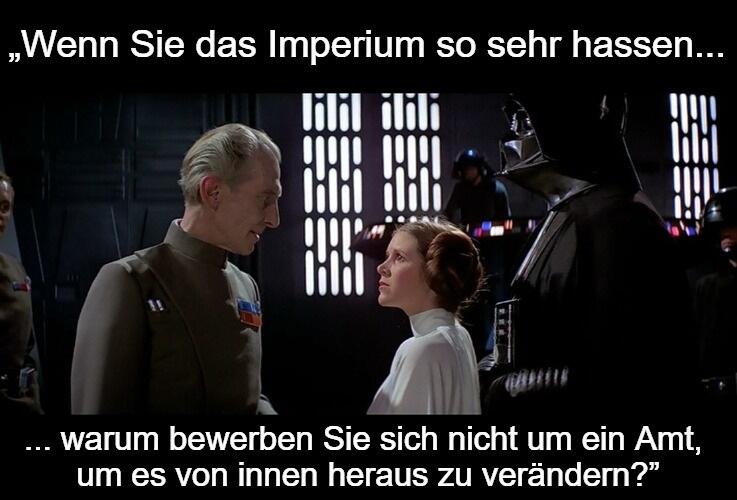 „Wenn Sie das Imperium so sehr hassen...
... warum bewerben Sie sich nicht um ein Amt,
um es von innen heraus zu verändern?”